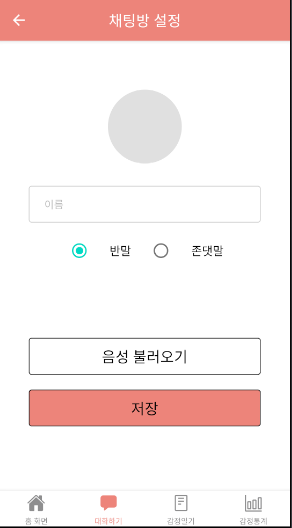 채팅방 설정
이름
반말 존댓말
음성 불러오기
저장
홈 화면 대화하기 감정일기 감정통계